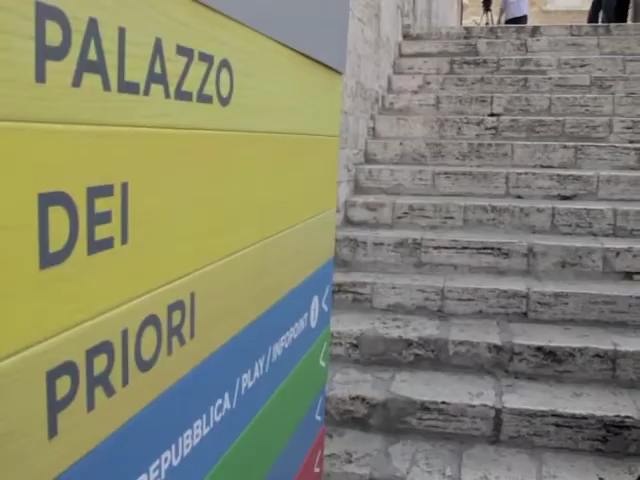 PALAZZO
DEI
PRIORI
REPUBBLICA / PLAY / INFOPOINT i <
<
<
<